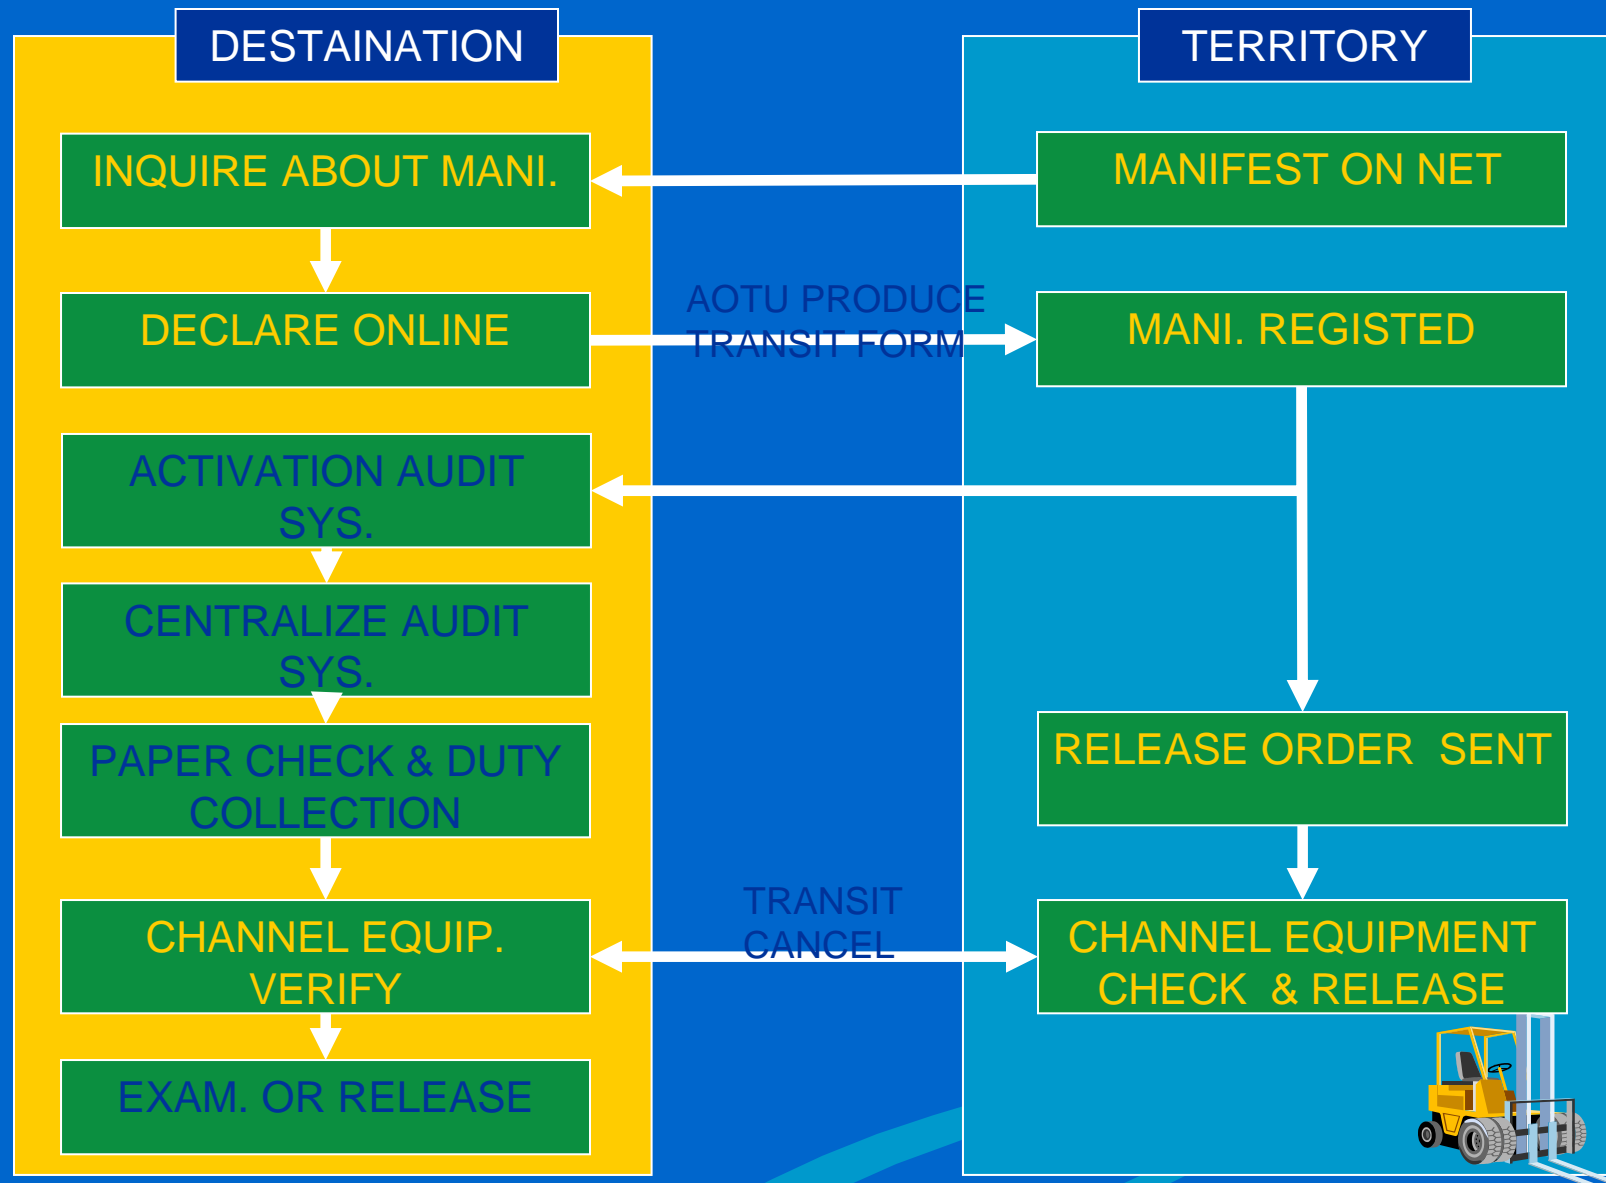 DESTAINATION
INQUIRE ABOUT MANI.
DECLARE ONLINE
ACTIVATION AUDIT
SYS.
CENTRALIZE AUDIT
SYS.
PAPER CHECK & DUTY
COLLECTION
CHANNEL EQUIP.
VERIFY
EXAM. OR RELEASE
AOTU PRODUCE
TRANSIT FORM
TRANSIT
CANCEL
TERRITORY
MANIFEST ON NET
MANI. REGISTED
RELEASE ORDER  SENT
CHANNEL EQUIPMENT
CHECK  & RELEASE